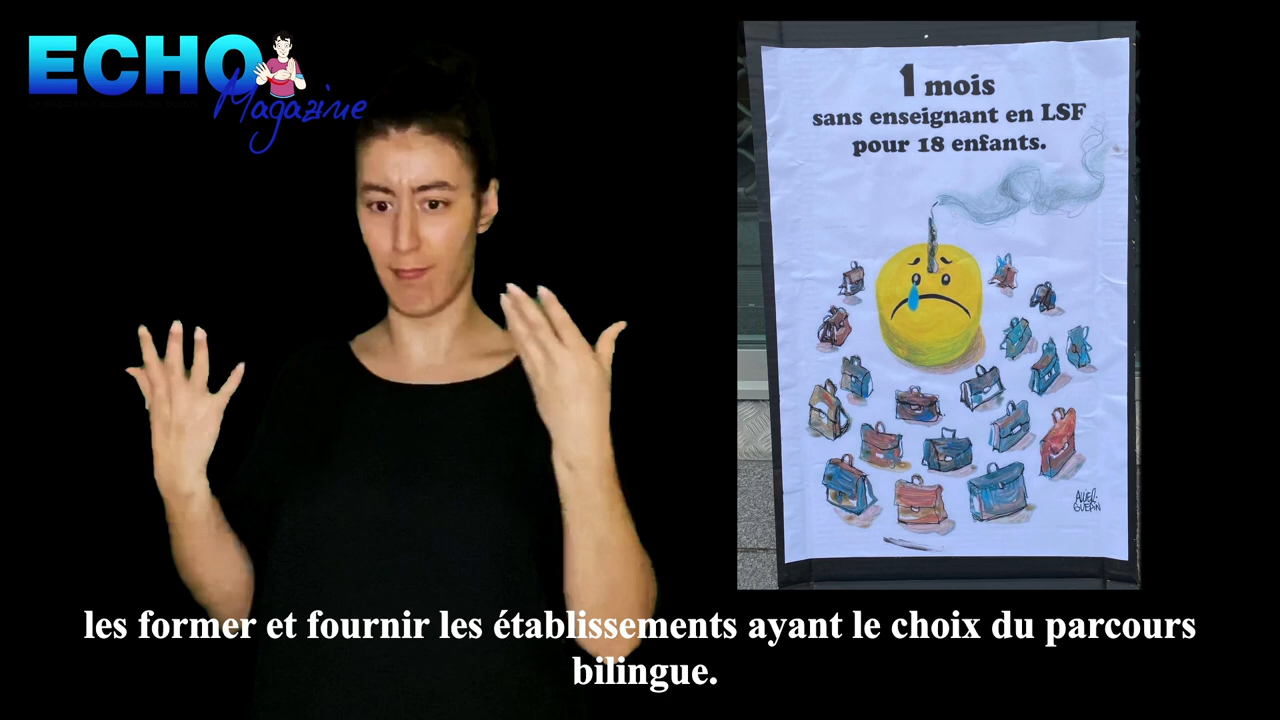 ECHO
Magazine
1 mois
sans enseignant en LSF
pour 18 enfants.
les former et fournir les établissements ayant le choix du parcours
bilingue.